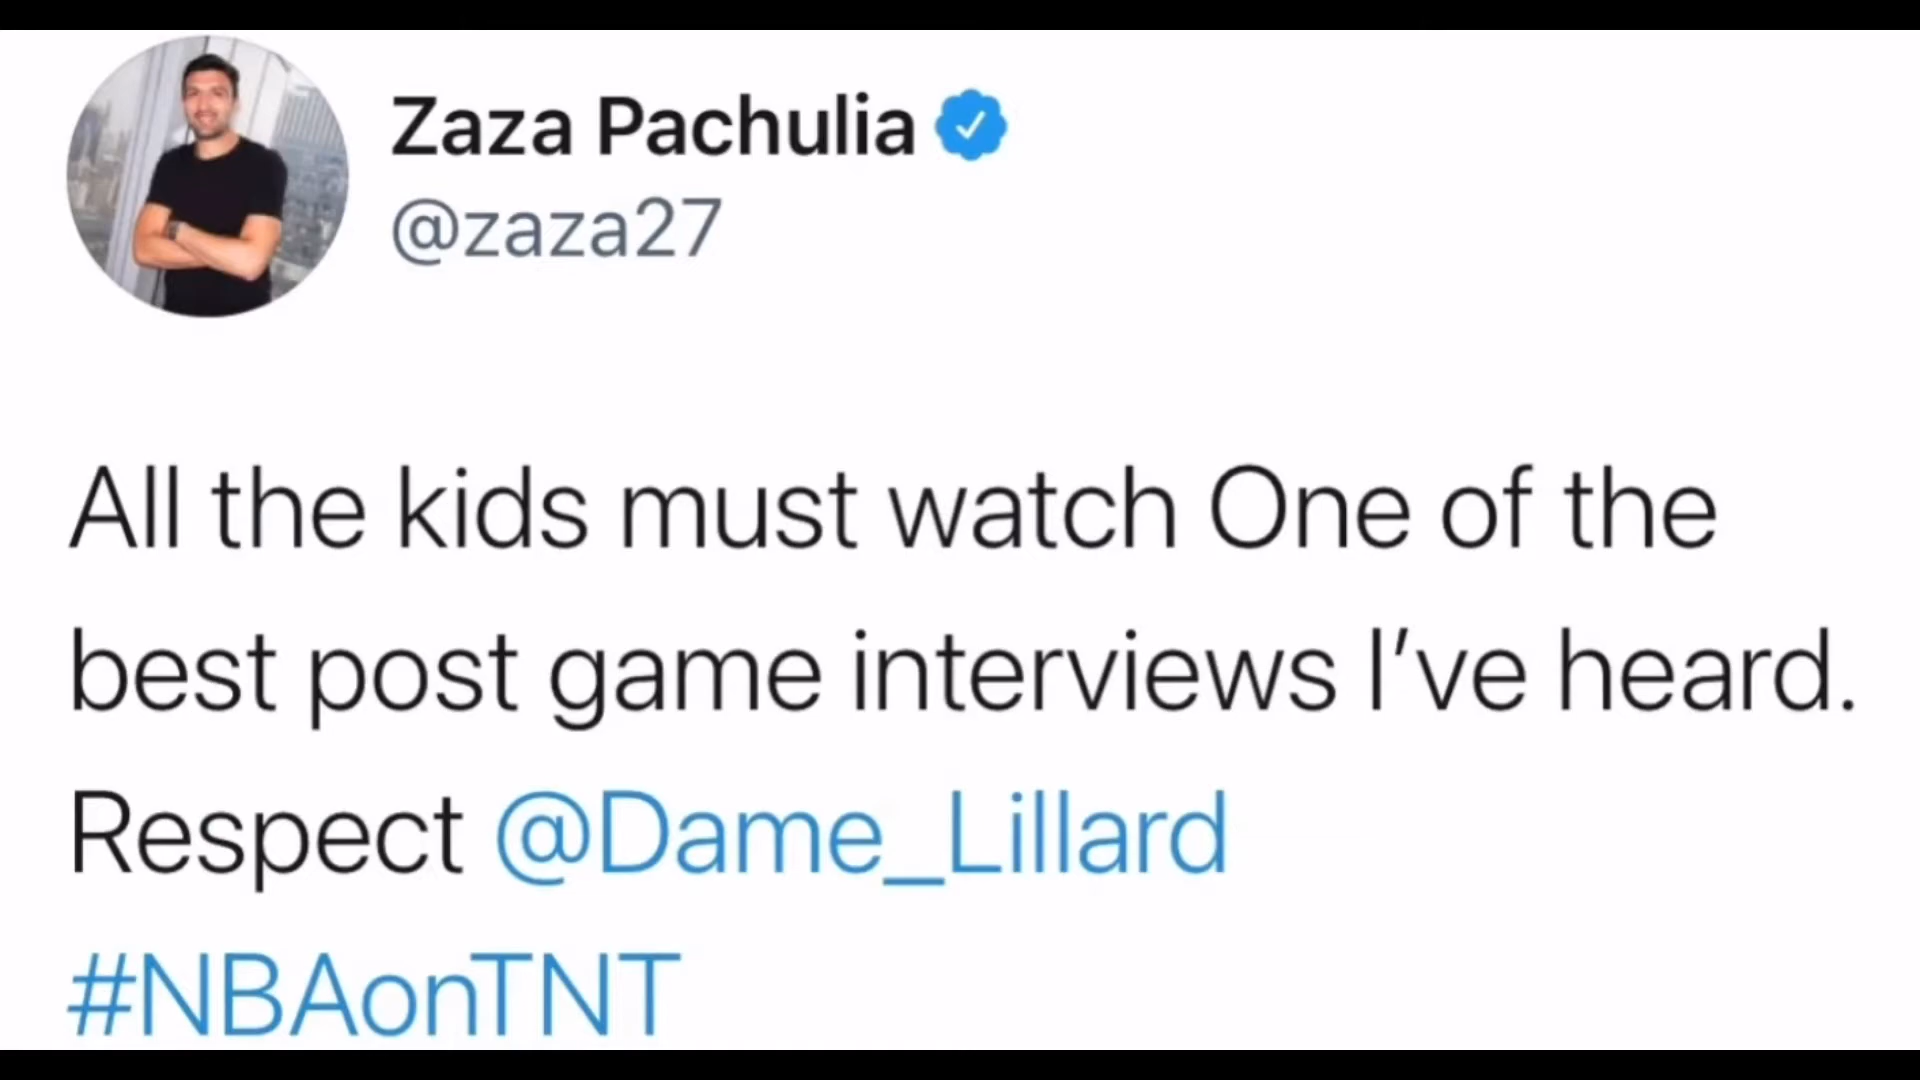 Zaza Pachulia
@zaza27
All the kids must watch One of the
best post game interviews I’ve heard.
Respect @Dame_Lillard
#NBAonTNT